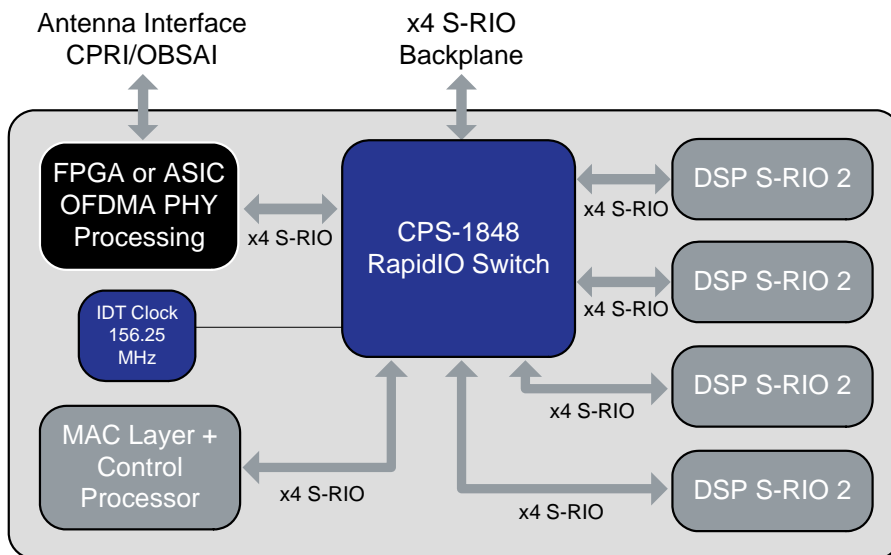 Antenna Interface
CPRI/OBSAI
x4 S-RIO
Backplane
FPGA or ASIC
OFDMA PHY
Processing
x4 S-RIO
CPS-1848
RapidIO Switch
x4 S-RIO
DSP S-RIO 2
x4 S-RIO
DSP S-RIO 2
IDT Clock
156.25
MHz
x4 S-RIO
DSP S-RIO 2
MAC Layer +
Control
Processor
x4 S-RIO
x4 S-RIO
DSP S-RIO 2